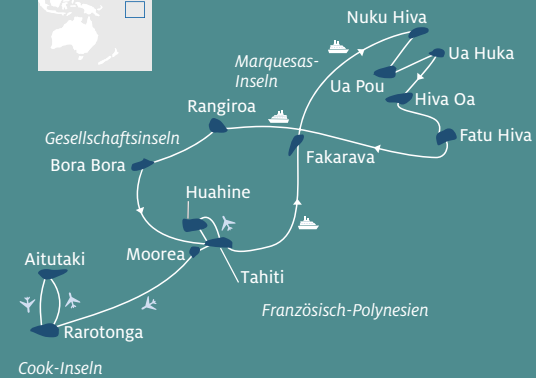 Nuku Hiva
Ua Huka
Marquesas-
Inseln
Ua Pou
Hiva Oa
Rangiroa
Fatu Hiva
Gesellschaftsinseln
Fakarava
Bora Bora
Huahine
Moorea
Aitutaki
Tahiti
Französisch-Polynesien
Rarotonga
Cook-Inseln